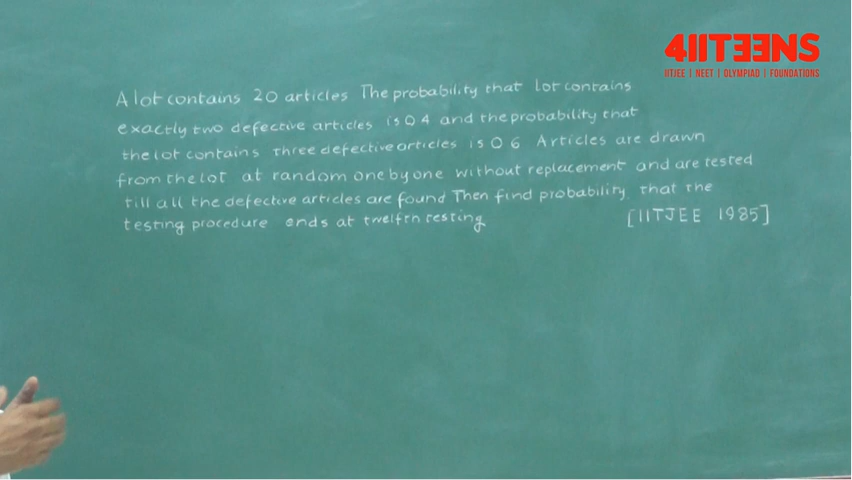 4IITEENS
IITJEE | NEET | OLYMPIAD | FOUNDATIONS
A lot contains 20 articles The probability that lot contains
exactly two defective articles is 0 4 and the probability that
the lot contains Three defective articles is 0 6 Articles are drawn
from the lot at random one by one without replacement and are tested
till all the defective articles are found Then find probability that the
testing procedure ends at twelfth testing
[IITJEE 1985]